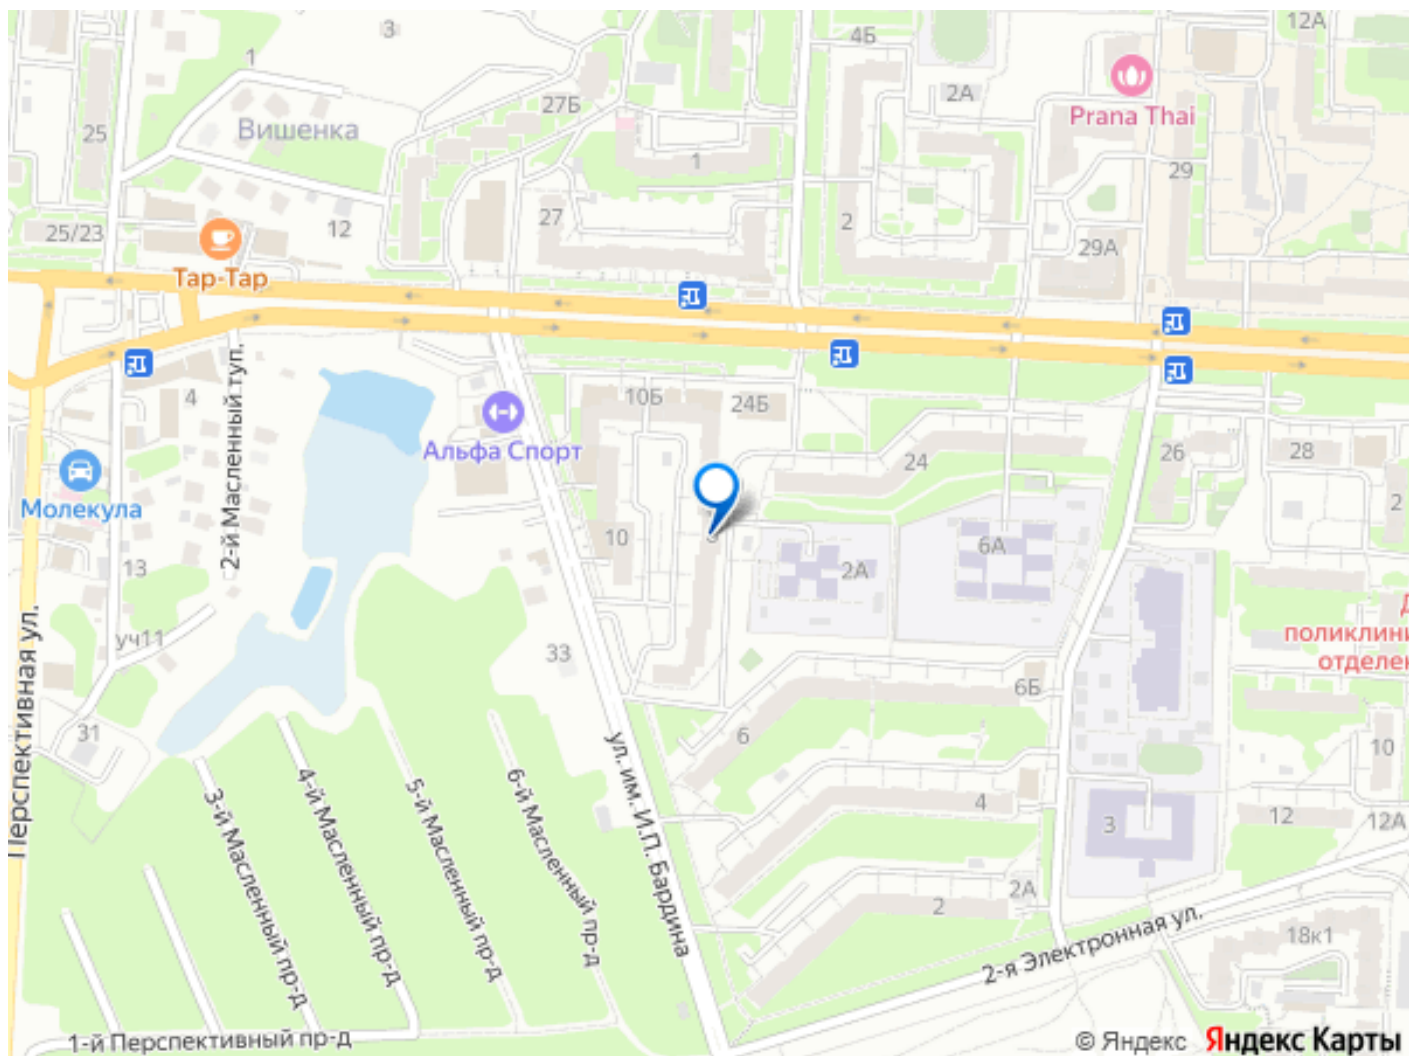 3
12А
4Б
1
27Б
2А
Prana Thai
25
Вишенка
1
29
12
27
2
25/23
29А
Тар-Тар
2-й Масленный туп.
4
10Б
24Б
Альфа Спорт
24
26
28
2
Молекула
10
6А
2А
13
уч11
33
поликлини
отделен
Перспективная ул.
6Б
31
6
10
ул. им. И.П. Бардина
3-й Масленный пр-д
4-й Масленный пр-д
5-й Масленный пр-д
6-й Масленный пр-д
4
3
12
12А
2А
2
2-я Электронная ул.
18к1
1-й Перспективный пр-д
© Яндекс Яндекс Карты